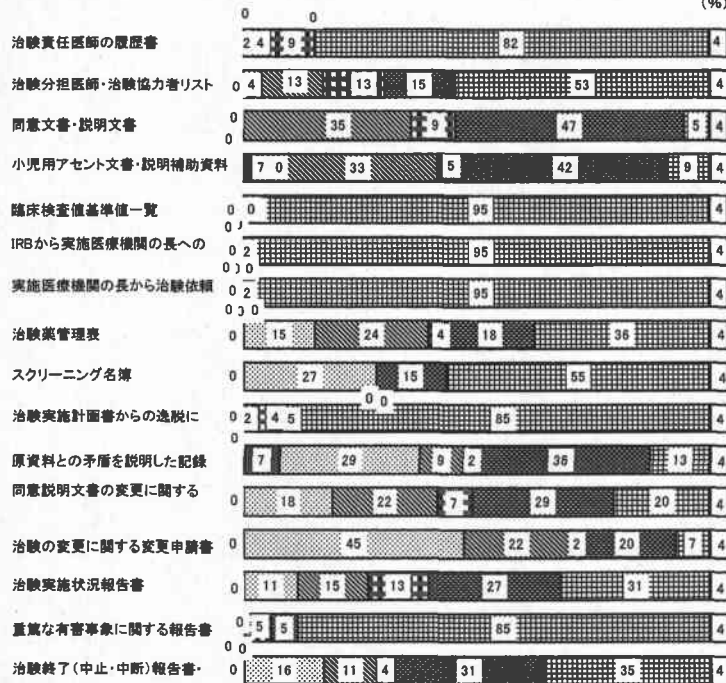 (%)
0 0
治験責任医師の履歴書 2 4 9 82 4
治験分担医師・治験協力者リスト 0 4 13 13 15 53 4
同意文書・説明文書 0 0 35 9 47 5 4
小児用アセント文書・説明補助資料 7 0 33 5 42 9 4
臨床検査値基準値一覧 0 0 95 4
IRBから実施医療機関の長への 0 2 95 4
実施医療機関の長から治験依頼 0 2 95 4
治験薬管理表 0 15 24 4 18 36 4
スクリーニング名簿 0 27 15 55 4
0 0
治験実施計画書からの逸脱に 0 2 4 5 85 4
0
原資料との矛盾を説明した記録 7 29 9 2 36 13 4
同意説明文書の変更に関する 0 18 22 7 29 20 4
治験の変更に関する変更申請書 0 45 22 2 20 7 4
治験実施状況報告書 0 11 15 13 27 31 4
重篤な有害事象に関する報告書 0 5 5 85 4
0 0
治験終了(中止・中断)報告書・ 0 16 11 4 31 35 4